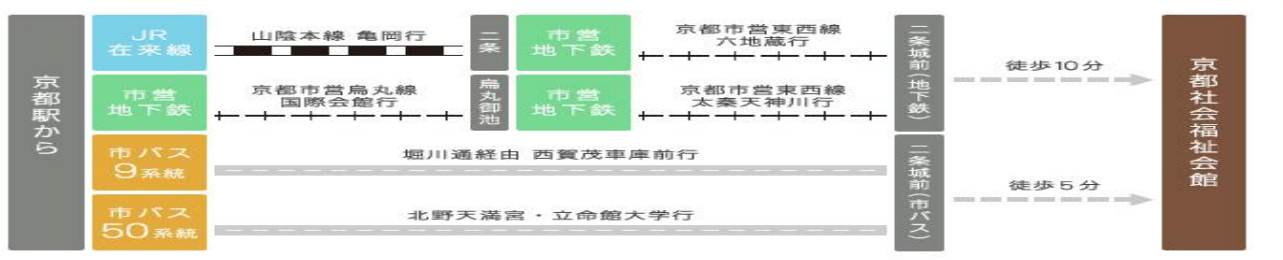 京都駅から
JR
在来線
山陰本線 亀岡行
二条
市営
地下鉄
京都市営東西線
六地蔵行
市営
地下鉄
京都市営烏丸線
国際会館行
烏丸御池
市営
地下鉄
京都市営東西線
太秦天神川行
二条城前(地下鉄)
徒歩10分
市バス
9系統
堀川通経由 西賀茂車庫前行
市バス
50系統
北野天満宮・立命館大学行
二条城前(市バス)
徒歩5分
京都社会福祉会館